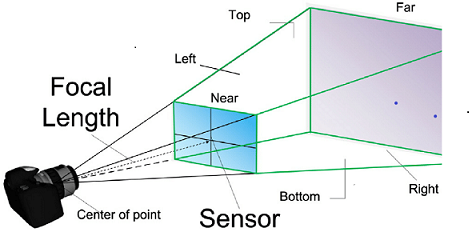 Far
Top
Left
Near
Focal
Length
Right
Bottom
Center of point
Sensor